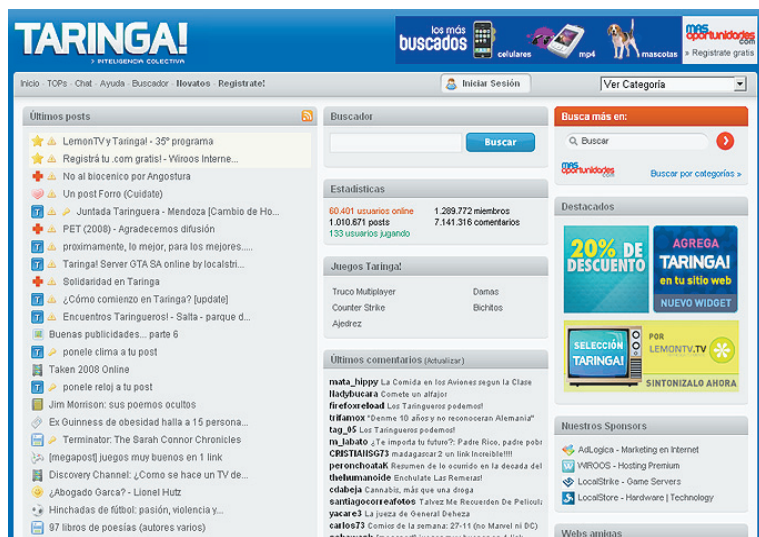 TARINGA!
> INTELIGENCIA COLECTIVA
los más
buscados
celulares
mp4
mascotas
mas
oportunidades
.com
» Registrate gratis
Inicio - TOPs - Chat - Ayuda - Buscador - Novatos - Registrate!
Iniciar Sesión
Ver Categoría
Últimos posts
LemonTV y Taringa! - 35° programa
Registrá tu .com gratis! - Wiroos Interne...
No al biocenico por Angostura
Un post Forro (Cuidate)
Juntada Taringuera - Mendoza [Cambio de Ho...
PET (2008) - Agradecemos difusión
proximamente, lo mejor, para los mejores.....
Taringa! Server GTA SA online by localstri...
Solidaridad en Taringa
¿Cómo comienzo en Taringa? [update]
Encuentros Taringueros! - Salta - parque d...
Buenas publicidades... parte 6
ponele clima a tu post
Taken 2008 Online
ponele reloj a tu post
Jim Morrison: sus poemas ocultos
Ex Guinness de obesidad halla a 15 persona...
Terminator: The Sarah Connor Chronicles
[megapost] juegos muy buenos en 1 link
Discovery Channel: ¿Como se hace un TV de...
¿Abogado Garca? - Lionel Hutz
Hinchadas de fútbol: pasión, violencia y...
97 libros de poesías (autores varios)
Buscador
Buscar
Estadísticas
60.401 usuarios online 1.289.772 miembros
1.010.671 posts 7.141.316 comentarios
133 usuarios jugando
Juegos Taringa!
Truco Multiplayer Damas
Counter Strike Bichitos
Ajedrez
Últimos comentarios (Actualizar)
mata_hippy La Comida en los Aviones segun la Clase
lladybucara Comete un alfajor
firefoxreload Los Taringueros podemos!
trifamox "Denme 10 años y no reconoceran Alemania"
tag_05 Los Taringueros podemos!
m_labato ¿Te importa tu futuro?: Padre Rico, padre pobr
CRISTIANSG73 madagascar 2 un link Increible!!!!
peronchoataK Resumen de lo ocurrido en la decada del
thelhumanoide Enchulate Las Remeras!
cdabeja Cannabis, más que una droga
santiagocorreafotos Talvez Me Recuerden De Pelicula
yacare3 La jueza de General Deheza
carlos73 Comics de la semana: 27-11 (no Marvel ni DC)
Busca más en:
Buscar
mas
oportunidades
.com
Buscar por categorías »
Destacados
20% DE
DESCUENTO
AGREGA
TARINGA!
en tu sitio web
NUEVO WIDGET
SELECCIÓN
TARINGA!
POR
LEMONTV.TV
SINTONIZALO AHORA
Nuestros Sponsors
AdLogica - Marketing en Internet
WIROOS - Hosting Premium
LocalStrike - Game Servers
LocalStore - Hardware | Technology
Webs amigas